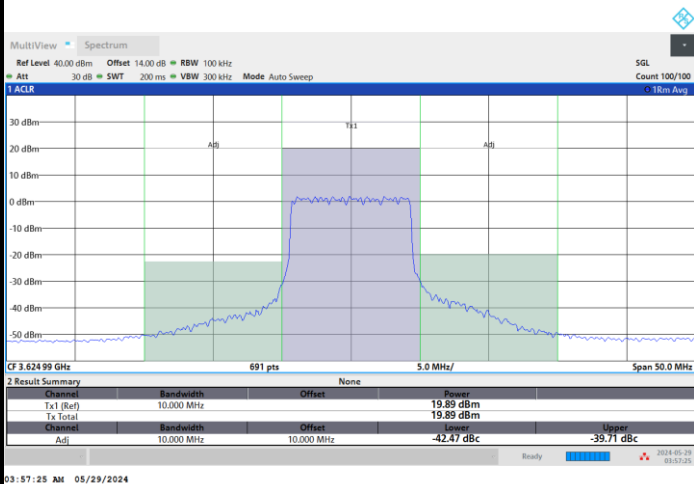 MultiView Spectrum
Ref Level 40.00 dBm Offset 14.00 dB RBW 100 kHz SGL
Att 30 dB SWT 200 ms VBW 300 kHz Mode Auto Sweep Count 100/100
1 ACLR 1Rm Avg
Tx1
Adj Adj
30 dBm
20 dBm
10 dBm
0 dBm
-10 dBm
-20 dBm
-30 dBm
-40 dBm
-50 dBm
CF 3.624 99 GHz 691 pts 5.0 MHz/ Span 50.0 MHz
2 Result Summary None
Channel Bandwidth Offset Power
Tx1 (Ref) 10.000 MHz 19.89 dBm
Tx Total 19.89 dBm
Channel Bandwidth Offset Lower Upper
Adj 10.000 MHz 10.000 MHz -42.47 dBc -39.71 dBc
Ready 2024-05-29
03:57:25
03:57:25 AM 05/29/2024